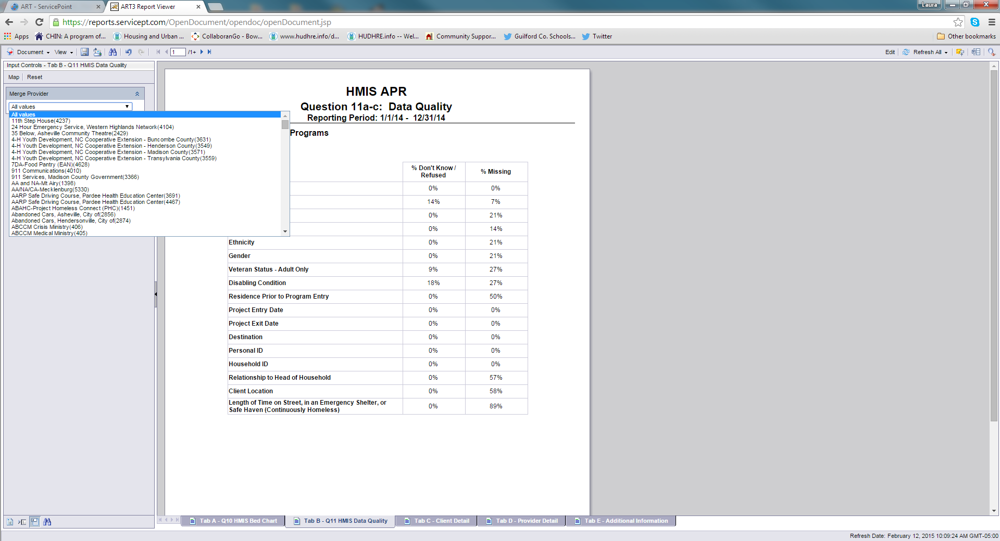 ART - ServicePoint
ART3 Report Viewer
Laura
https://reports.servicept.com/OpenDocument/opendoc/openDocument.jsp
Apps CHIN: A program of... Housing and Urban ... CollaboranGo - Bow... www.hudhre.info/d... HUDHRE.info -- Wel... Community Suppor... Guilford Co. Schools... Twitter Other bookmarks
Document View 1 /1+ Edit Refresh All
Input Controls - Tab B - Q11 HMIS Data Quality
Map Reset
Merge Provider
All values
All values
11th Step House(4237)
24 Hour Emergency Service, Western Highlands Network(4104)
35 Below, Asheville Community Theatre(2429)
4-H Youth Development, NC Cooperative Extension - Buncombe County(3631)
4-H Youth Development, NC Cooperative Extension - Henderson County(3549)
4-H Youth Development, NC Cooperative Extension - Madison County(3571)
4-H Youth Development, NC Cooperative Extension - Transylvania County(3559)
7DA-Food Pantry (EAN)(4628)
911 Communications(4010)
911 Services, Madison County Government(3366)
AA and NA-Mt Airy(1398)
AA/NA/CA-Mecklenburg(5330)
AARP Safe Driving Course, Pardee Health Education Center(3691)
AARP Safe Driving Course, Pardee Health Education Center(4467)
ABAHC-Project Homeless Connect (PHC)(1451)
Abandoned Cars, Asheville, City of(2856)
Abandoned Cars, Hendersonville, City of(2874)
ABCCM Crisis Ministry(406)
ABCCM Medical Ministry(405)
HMIS APR
Question 11a-c: Data Quality
Reporting Period: 1/1/14 - 12/31/14
Programs
% Don't Know /
Refused
% Missing
0% 0%
14% 7%
0% 21%
0% 14%
Ethnicity 0% 21%
Gender 0% 21%
Veteran Status - Adult Only 9% 27%
Disabling Condition 18% 27%
Residence Prior to Program Entry 0% 50%
Project Entry Date 0% 0%
Project Exit Date 0% 0%
Destination 0% 0%
Personal ID 0% 0%
Household ID 0% 0%
Relationship to Head of Household 0% 57%
Client Location 0% 58%
Length of Time on Street, in an Emergency Shelter, or
Safe Haven (Continuously Homeless) 0% 89%
Tab A - Q10 HMIS Bed Chart Tab B - Q11 HMIS Data Quality Tab C - Client Detail Tab D - Provider Detail Tab E - Additional Information
Refresh Date: February 12, 2015 10:09:24 AM GMT-05:00